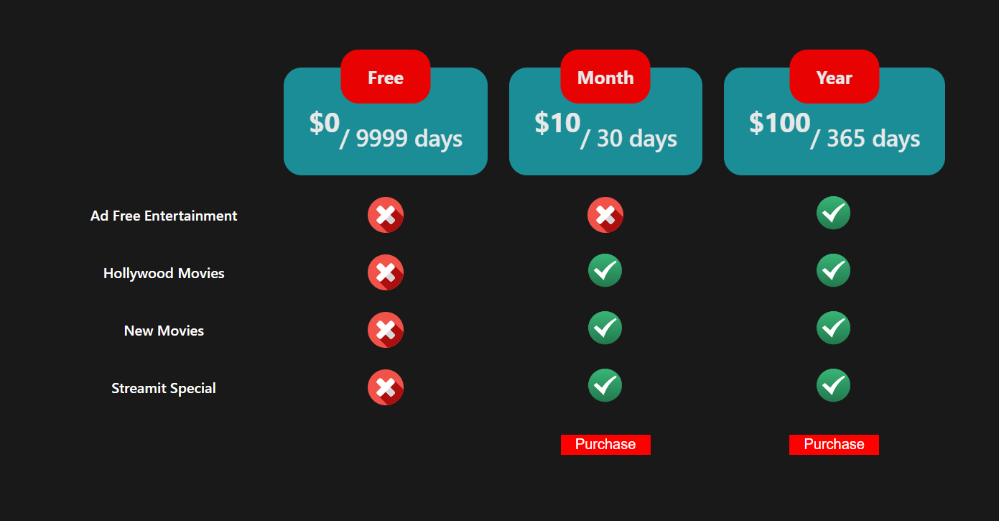 Free
Month
Year
$0/ 9999 days
$10/ 30 days
$100/ 365 days
Ad Free Entertainment
Hollywood Movies
New Movies
Streamit Special
Purchase
Purchase